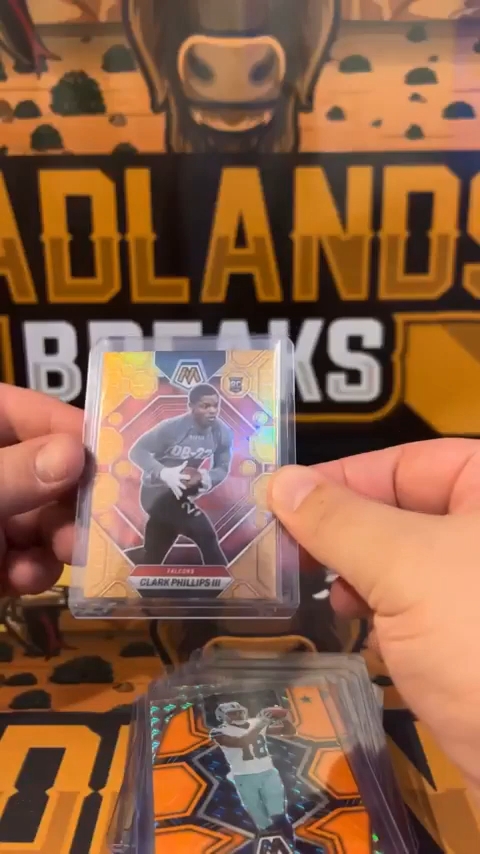 ADLANDS
BREAKS
M
RC
DB 22
FALCONS
CLARK PHILLIPS III
M